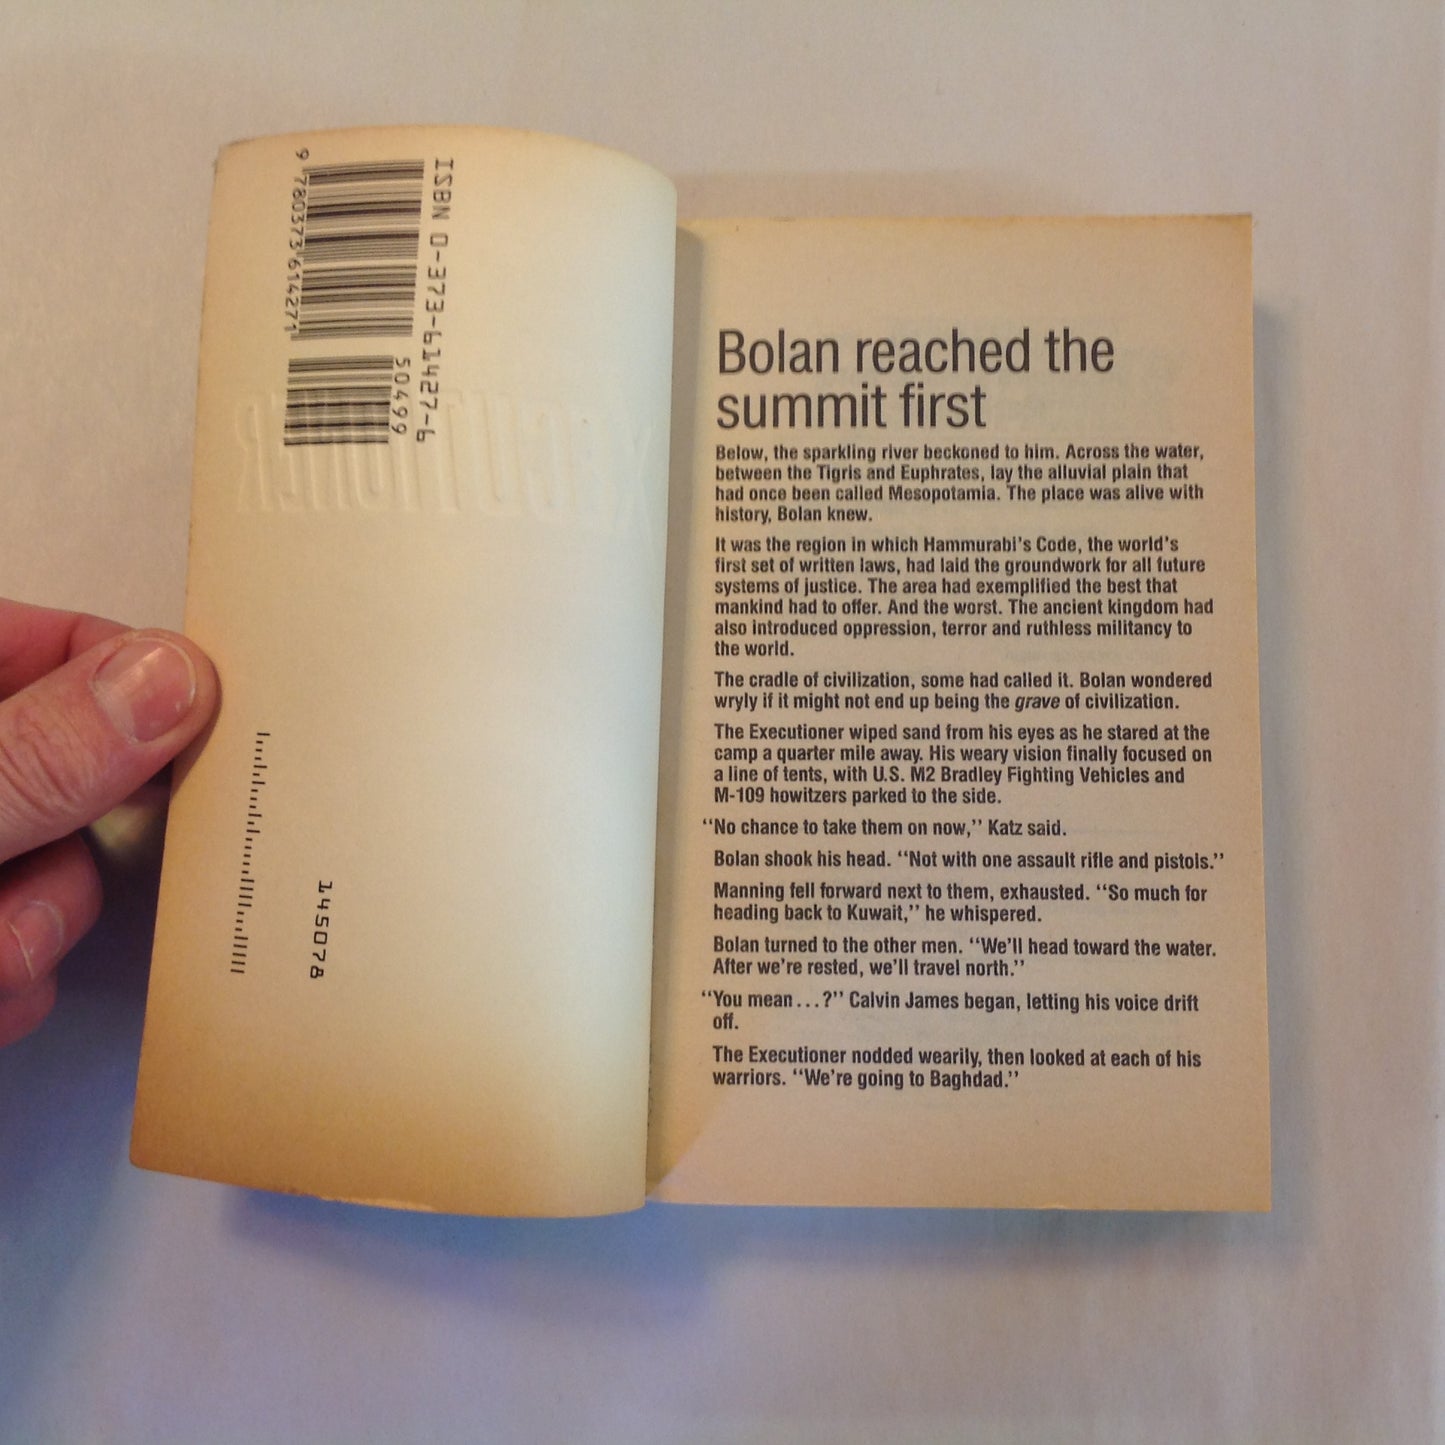 ISBN 0-373-61427-6
50499
9 780373 614271
145078
Bolan reached the
summit first
Below, the sparkling river beckoned to him. Across the water,
between the Tigris and Euphrates, lay the alluvial plain that
had once been called Mesopotamia. The place was alive with
history, Bolan knew.
It was the region in which Hammurabi's Code, the world's
first set of written laws, had laid the groundwork for all future
systems of justice. The area had exemplified the best that
mankind had to offer. And the worst. The ancient kingdom had
also introduced oppression, terror and ruthless militancy to
the world.
The cradle of civilization, some had called it. Bolan wondered
wryly if it might not end up being the grave of civilization.
The Executioner wiped sand from his eyes as he stared at the
camp a quarter mile away. His weary vision finally focused on
a line of tents, with U.S. M2 Bradley Fighting Vehicles and
M-109 howitzers parked to the side.
"No chance to take them on now," Katz said.
Bolan shook his head. "Not with one assault rifle and pistols."
Manning fell forward next to them, exhausted. "So much for
heading back to Kuwait," he whispered.
Bolan turned to the other men. "We'll head toward the water.
After we're rested, we'll travel north."
"You mean...?" Calvin James began, letting his voice drift
off.
The Executioner nodded wearily, then looked at each of his
warriors. "We're going to Baghdad."